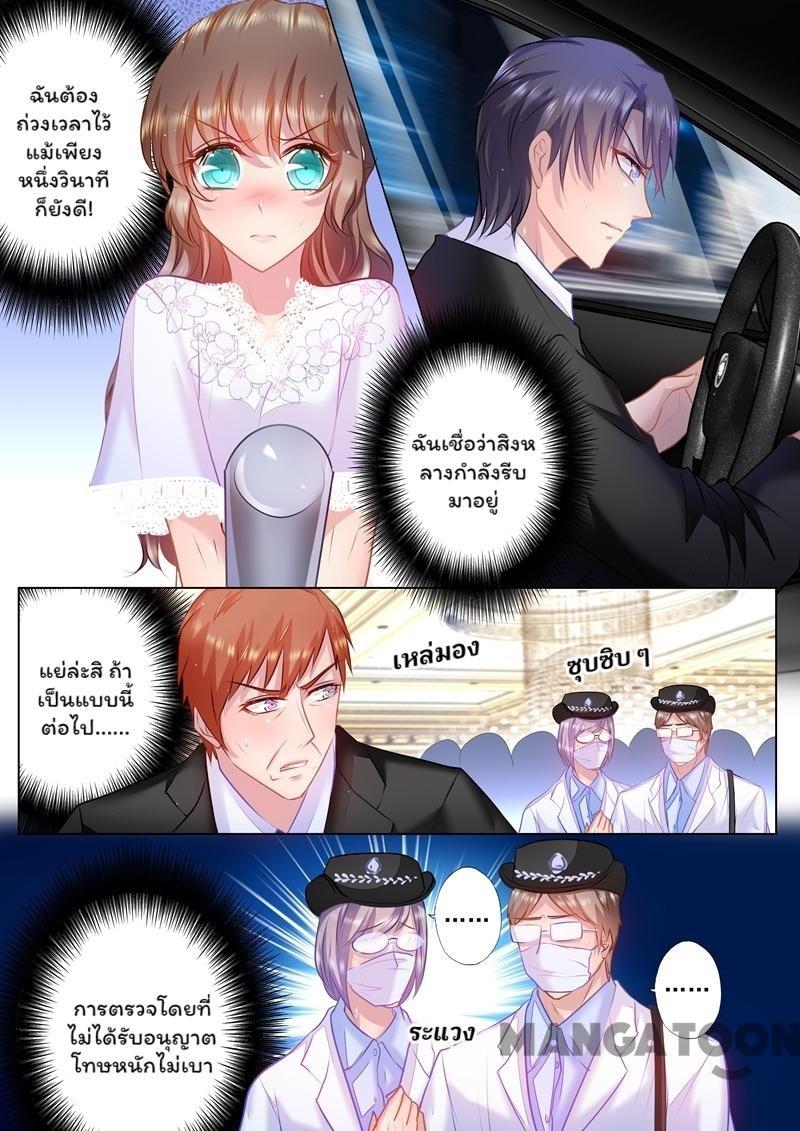 ฉันต้อง
ถ่วงเวลาไว้
แม้เพียง
หนึ่งวินาที
ก็ยังดี!
ฉันเชื่อว่าสิงห
ลางกำลังรีบ
มาอยู่
แย่ล่ะสิ ถ้า
เป็นแบบนี้
ต่อไป......
เหล่มอง
ซุบซิบ ๆ
......
......
การตรวจโดยที่
ไม่ได้รับอนุญาต
โทษหนักไม่เบา
ระแวง
MANGATOON